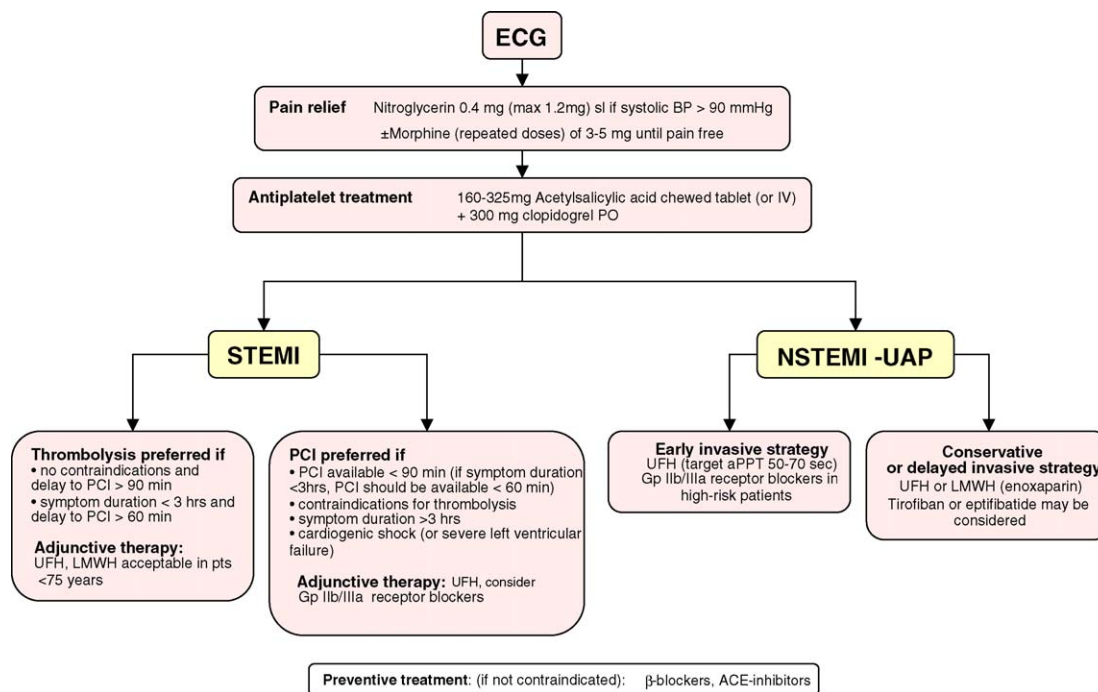 ECG
Pain relief Nitroglycerin 0.4 mg (max 1.2mg) sl if systolic BP > 90 mmHg
±Morphine (repeated doses) of 3-5 mg until pain free
Antiplatelet treatment 160-325mg Acetylsalicylic acid chewed tablet (or IV)
+ 300 mg clopidogrel PO
STEMI
NSTEMI -UAP
Thrombolysis preferred if
• no contraindications and
delay to PCI > 90 min
• symptom duration < 3 hrs and
delay to PCI > 60 min
Adjunctive therapy:
UFH, LMWH acceptable in pts
<75 years
PCI preferred if
• PCI available < 90 min (if symptom duration
<3hrs, PCI should be available < 60 min)
• contraindications for thrombolysis
• symptom duration >3 hrs
• cardiogenic shock (or severe left ventricular
failure)
Adjunctive therapy: UFH, consider
Gp IIb/IIIa receptor blockers
Early invasive strategy
UFH (target aPPT 50-70 sec)
Gp IIb/IIIa receptor blockers in
high-risk patients
Conservative
or delayed invasive strategy
UFH or LMWH (enoxaparin)
Tirofiban or eptifibatide may be
considered
Preventive treatment: (if not contraindicated): β-blockers, ACE-inhibitors